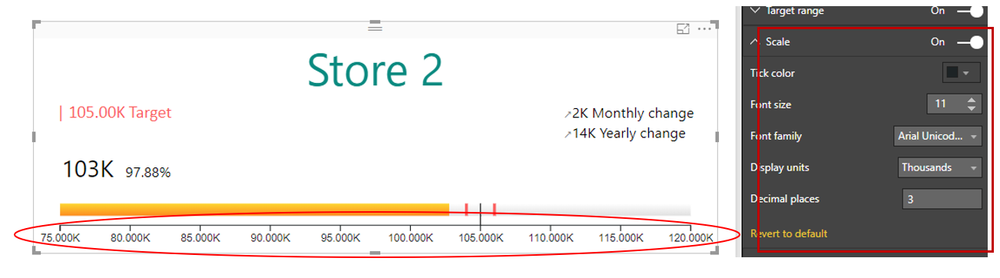 Store 2
| 105.00K Target
↗2K Monthly change
↗14K Yearly change
103K 97.88%
75.000K 80.000K 85.000K 90.000K 95.000K 100.000K 105.000K 110.000K 115.000K 120.000K
Target range On
Scale On
Tick color
Font size 11
Font family Arial Unicod...
Display units Thousands
Decimal places 3
Revert to default